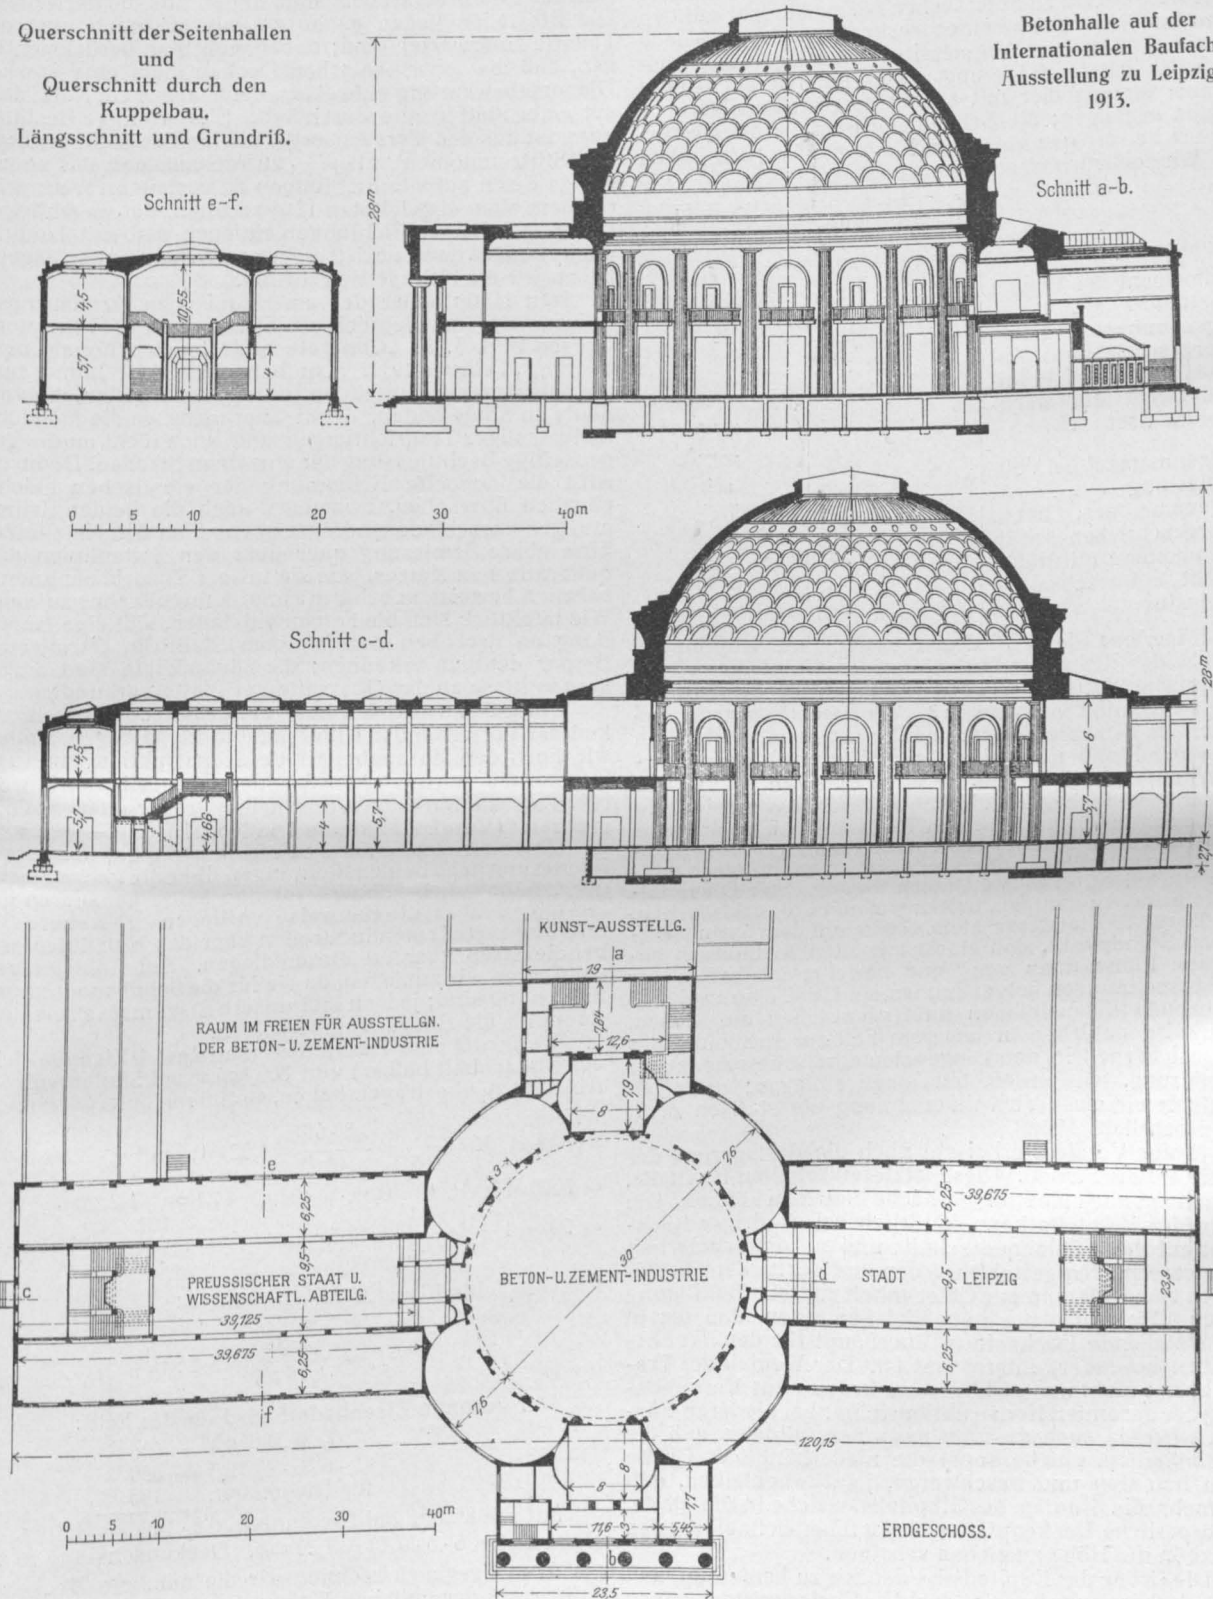 Querschnitt der Seitenhallen
und
Querschnitt durch den
Kuppelbau.
Längsschnitt und Grundriß.
Betonhalle auf der
Internationalen Baufach
Ausstellung zu Leipzig
1913.
Schnitt e-f.
Schnitt a-b.
28m
4,5
10,55
5,7
4
0 5 10 20 30 40m
Schnitt c-d.
28m
4,5
6
5,7
4,66
4
5,7
5,7
2,7
KUNST-AUSSTELLG.
a
19
RAUM IM FREIEN FÜR AUSSTELLGN.
DER BETON- U. ZEMENT-INDUSTRIE
7,84
12,6
7,9
8
3
7,6
e
6,25
39,675
6,25
9,5
30
c
PREUSSISCHER STAAT U.
WISSENSCHAFTL. ABTEILG.
BETON- U. ZEMENT-INDUSTRIE
d
STADT LEIPZIG
9,5
23,9
39,125
39,675
6,25
6,25
f
7,6
120,15
8
8
7,7
0 5 10 20 30 40m
11,6
3
5,45
ERDGESCHOSS.
b
23,5